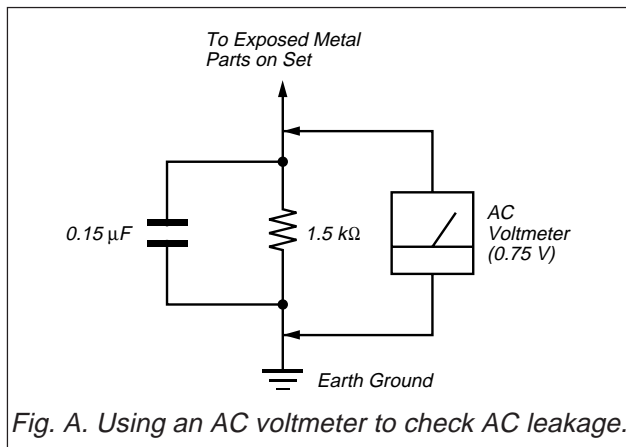 To Exposed Metal
Parts on Set
0.15 μF
1.5 kΩ
AC
Voltmeter
(0.75 V)
Earth Ground
Fig. A. Using an AC voltmeter to check AC leakage.